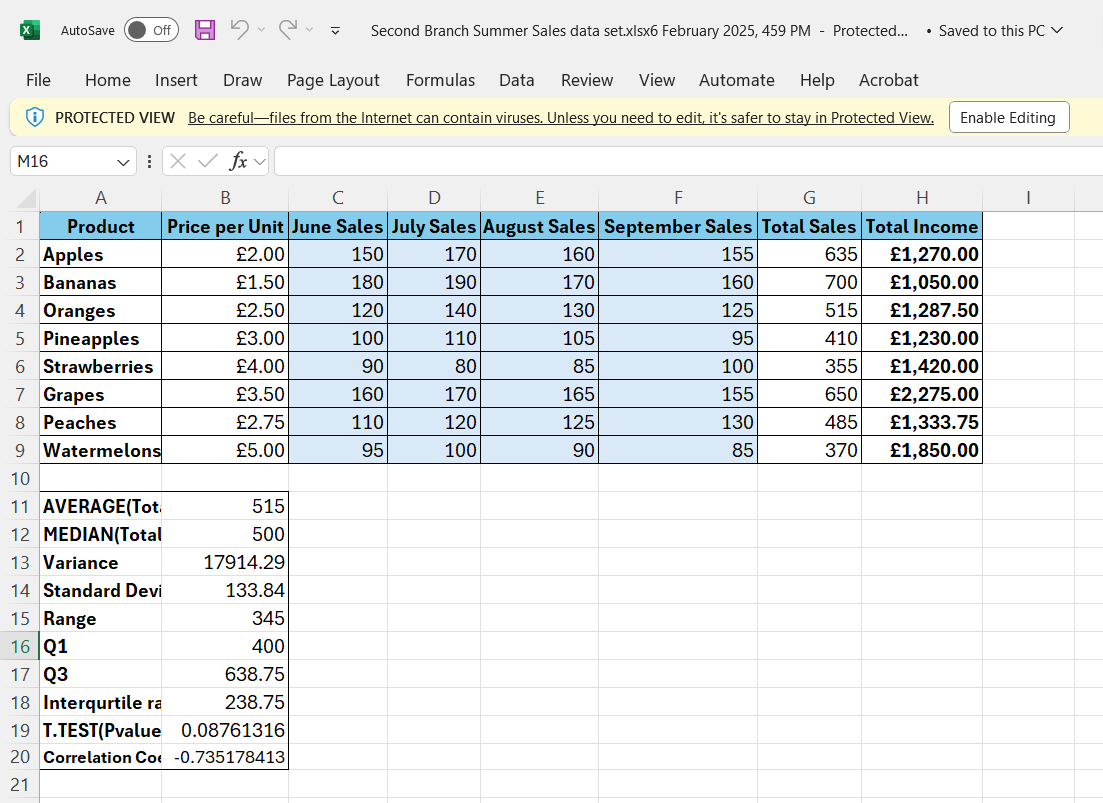 AutoSave Off Second Branch Summer Sales data set.xlsx6 February 2025, 459 PM - Protected... • Saved to this PC
File Home Insert Draw Page Layout Formulas Data Review View Automate Help Acrobat
PROTECTED VIEW Be careful—files from the Internet can contain viruses. Unless you need to edit, it's safer to stay in Protected View. Enable Editing
M16 fx
A B C D E F G H I
1 Product Price per Unit June Sales July Sales August Sales September Sales Total Sales Total Income
2 Apples £2.00 150 170 160 155 635 £1,270.00
3 Bananas £1.50 180 190 170 160 700 £1,050.00
4 Oranges £2.50 120 140 130 125 515 £1,287.50
5 Pineapples £3.00 100 110 105 95 410 £1,230.00
6 Strawberries £4.00 90 80 85 100 355 £1,420.00
7 Grapes £3.50 160 170 165 155 650 £2,275.00
8 Peaches £2.75 110 120 125 130 485 £1,333.75
9 Watermelons £5.00 95 100 90 85 370 £1,850.00
10
11 AVERAGE(Tot 515
12 MEDIAN(Total 500
13 Variance 17914.29
14 Standard Devi 133.84
15 Range 345
16 Q1 400
17 Q3 638.75
18 Interqurtile ra 238.75
19 T.TEST(Pvalue 0.08761316
20 Correlation Coe -0.735178413
21